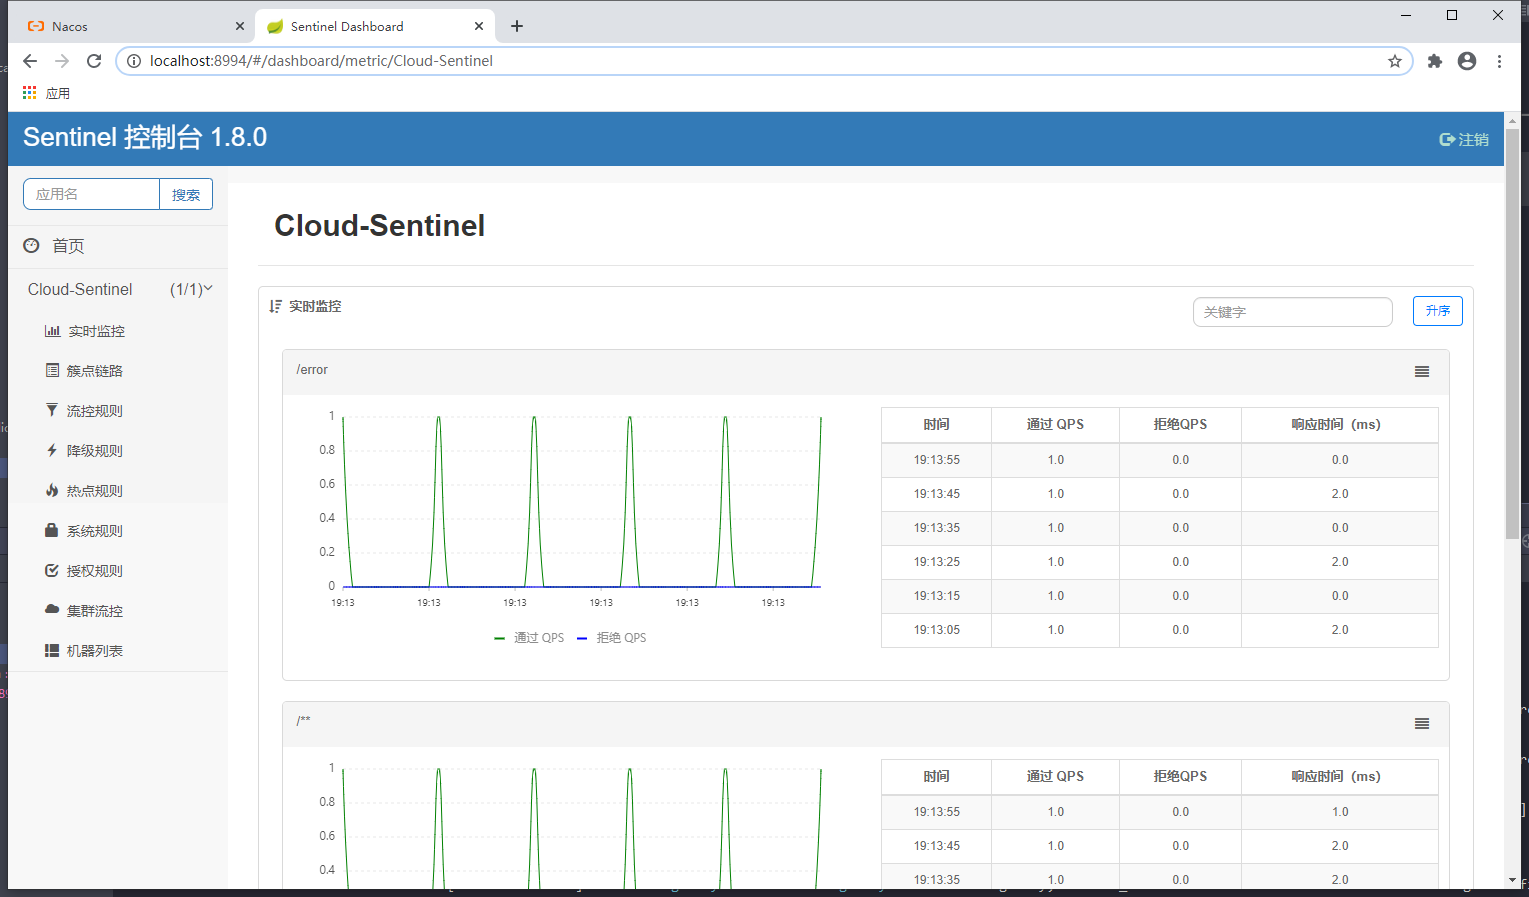 Nacos
Sentinel Dashboard
localhost:8994/#/dashboard/metric/Cloud-Sentinel
应用
Sentinel 控制台 1.8.0
注销
应用名
搜索
首页
Cloud-Sentinel (1/1)
实时监控
簇点链路
流控规则
降级规则
热点规则
系统规则
授权规则
集群流控
机器列表
Cloud-Sentinel
实时监控
关键字
升序
/error
1
0.8
0.6
0.4
0.2
0
19:13 19:13 19:13 19:13 19:13 19:13
通过 QPS 拒绝 QPS
时间 通过 QPS 拒绝QPS 响应时间 (ms)
19:13:55 1.0 0.0 0.0
19:13:45 1.0 0.0 2.0
19:13:35 1.0 0.0 0.0
19:13:25 1.0 0.0 2.0
19:13:15 1.0 0.0 0.0
19:13:05 1.0 0.0 2.0
/**
1
0.8
0.6
0.4
时间 通过 QPS 拒绝QPS 响应时间 (ms)
19:13:55 1.0 0.0 1.0
19:13:45 1.0 0.0 2.0
19:13:35 1.0 0.0 2.0